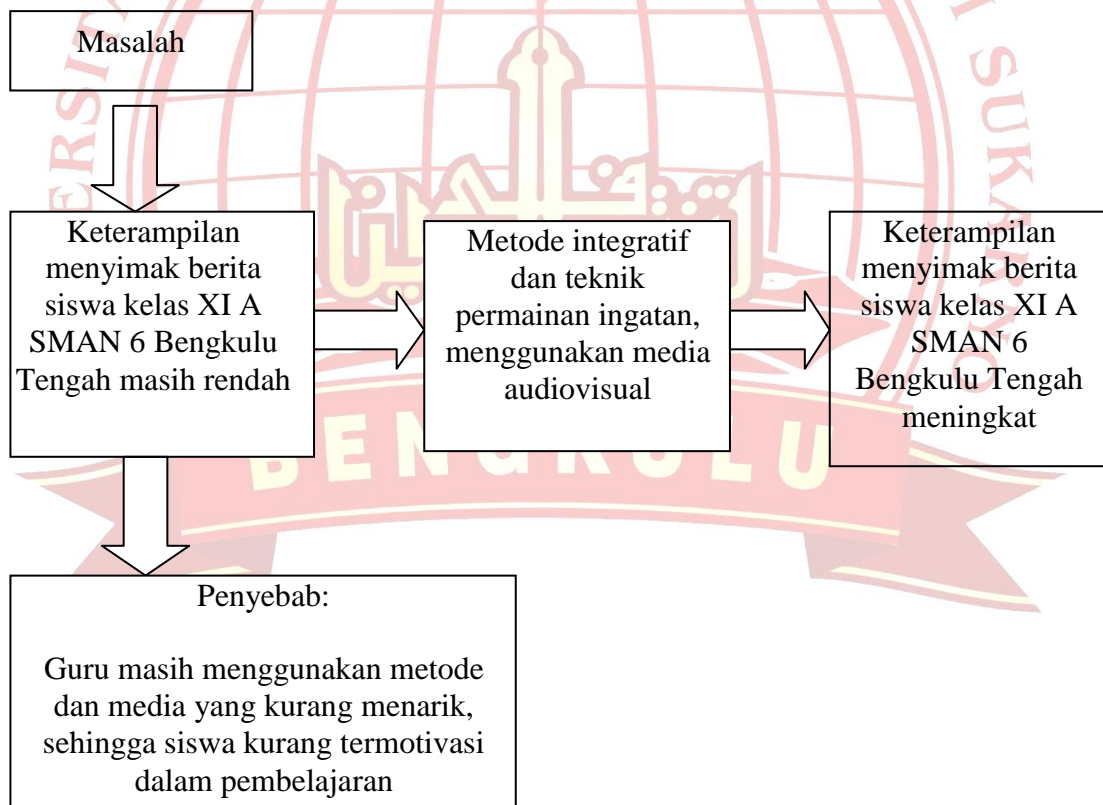 Masalah
Keterampilan
menyimak berita
siswa kelas XI A
SMAN 6 Bengkulu
Tengah masih rendah
Metode integratif
dan teknik
permainan ingatan,
menggunakan media
audiovisual
Keterampilan
menyimak berita
siswa kelas XI A
SMAN 6
Bengkulu Tengah
meningkat
Penyebab:
Guru masih menggunakan metode
dan media yang kurang menarik,
sehingga siswa kurang termotivasi
dalam pembelajaran
BENGKULU